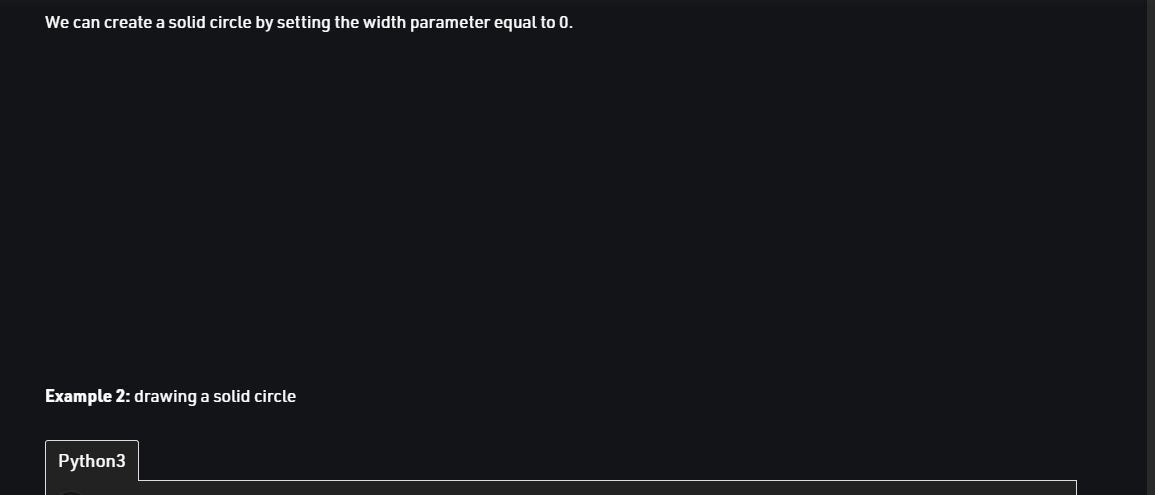 We can create a solid circle by setting the width parameter equal to 0.
Example 2: drawing a solid circle
Python3